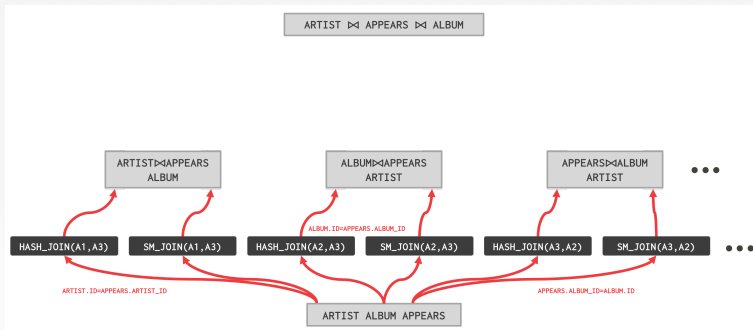 ARTIST ⋈ APPEARS ⋈ ALBUM
ARTIST⋈APPEARS
ALBUM
ALBUM⋈APPEARS
ARTIST
APPEARS⋈ALBUM
ARTIST
•••
ALBUM.ID=APPEARS.ALBUM_ID
HASH_JOIN(A1,A3)
SM_JOIN(A1,A3)
HASH_JOIN(A2,A3)
SM_JOIN(A2,A3)
HASH_JOIN(A3,A2)
SM_JOIN(A3,A2)
•••
ARTIST.ID=APPEARS.ARTIST_ID
APPEARS.ALBUM_ID=ALBUM.ID
ARTIST ALBUM APPEARS